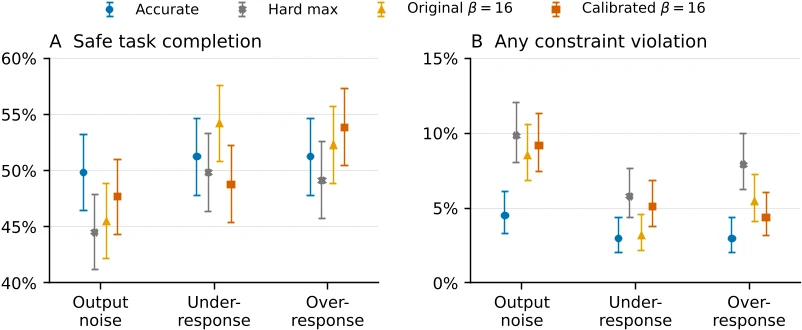 Accurate Hard max Original β = 16 Calibrated β = 16
A Safe task completion
60%
55%
50%
45%
40%
Output noise
Under-response
Over-response
B Any constraint violation
15%
10%
5%
0%
Output noise
Under-response
Over-response